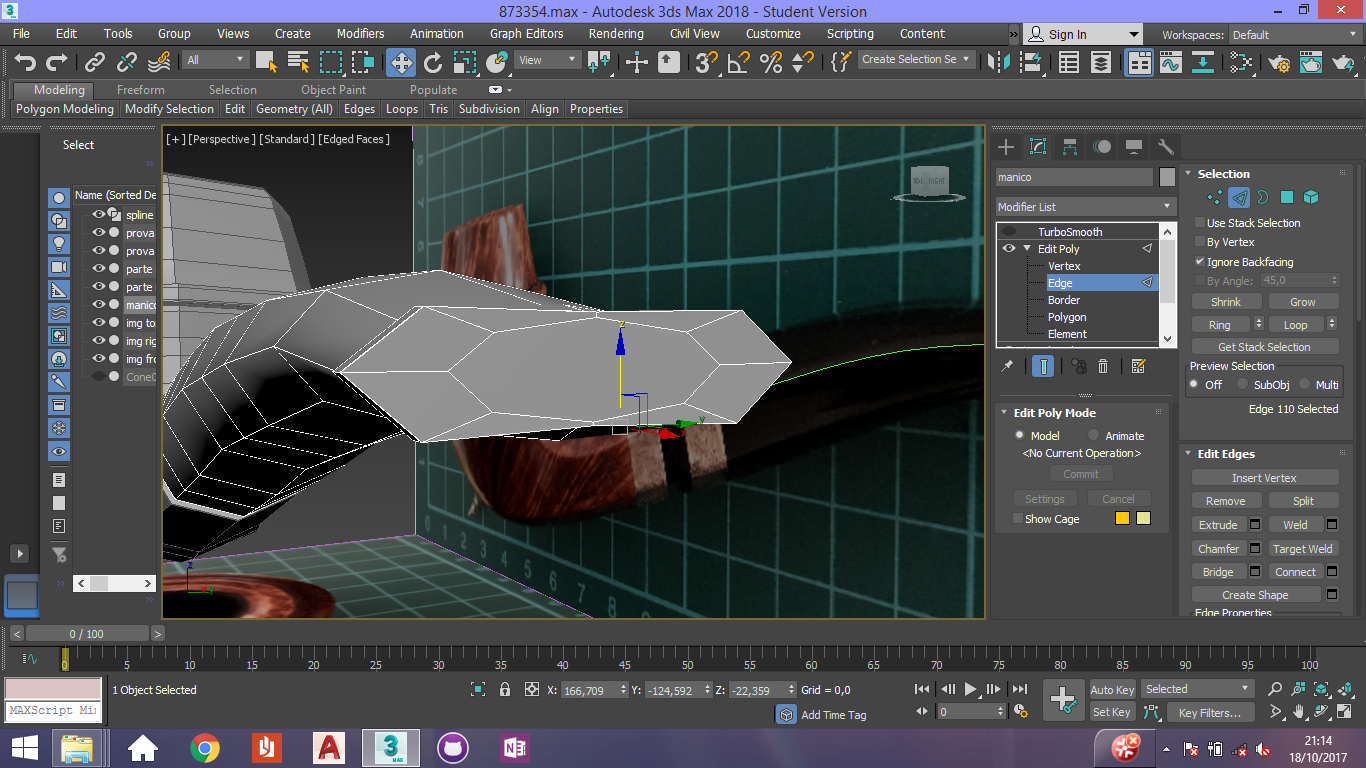 873354.max - Autodesk 3ds Max 2018 - Student Version
File Edit Tools Group Views Create Modifiers Animation Graph Editors Rendering Civil View Customize Scripting Content
Sign In
Workspaces: Default
All
View
Create Selection Se
Modeling Freeform Selection Object Paint Populate
Polygon Modeling Modify Selection Edit Geometry (All) Edges Loops Tris Subdivision Align Properties
Select
Name (Sorted De
spline
prova
prova
parte
parte
manico
img to
img rig
img fro
Cone0
[+] [Perspective] [Standard] [Edged Faces]
RIGHT
z
y
0 1 2 3 4 5 6 7 8
manico
Modifier List
TurboSmooth
Edit Poly
Vertex
Edge
Border
Polygon
Element
Edit Poly Mode
Model Animate
<No Current Operation>
Commit
Settings Cancel
Show Cage
Selection
Use Stack Selection
By Vertex
Ignore Backfacing
By Angle: 45,0
Shrink Grow
Ring Loop
Get Stack Selection
Preview Selection
Off SubObj Multi
Edge 110 Selected
Edit Edges
Insert Vertex
Remove Split
Extrude Weld
Chamfer Target Weld
Bridge Connect
Create Shape
Edge Properties
0 / 100
0 5 10 15 20 25 30 35 40 45 50 55 60 65 70 75 80 85 90 95 100
MAXScript Mi
1 Object Selected
X: 166,709 Y: -124,592 Z: -22,359 Grid = 0,0
Add Time Tag
0
Auto Key Selected
Set Key Key Filters...
21:14
18/10/2017